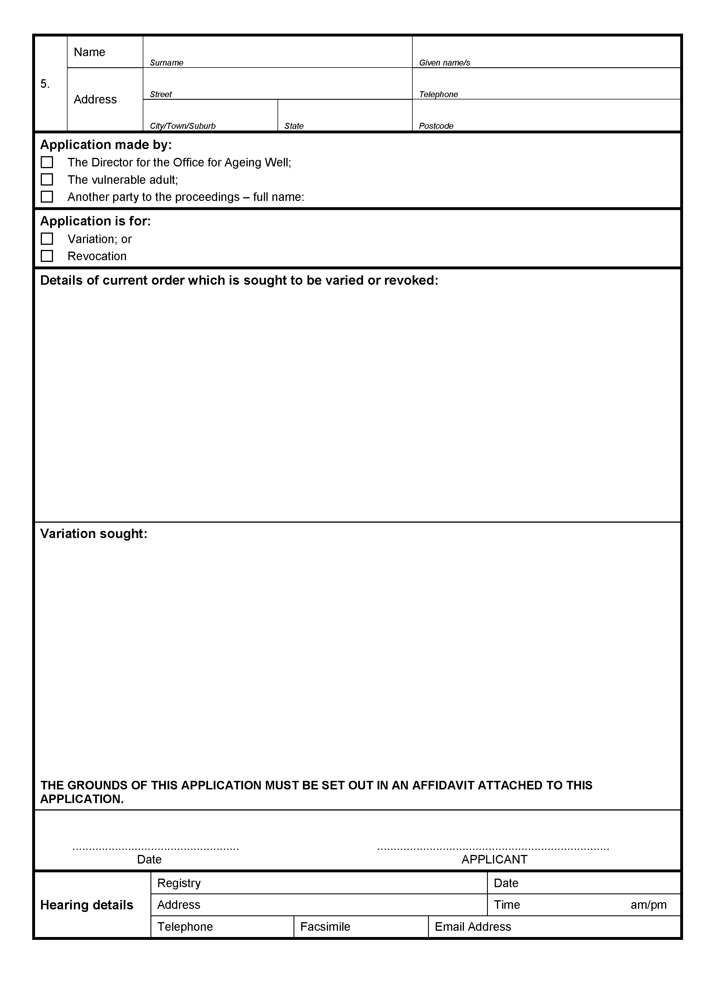 5.
Name
Surname
Given name/s
Address
Street
Telephone
City/Town/Suburb
State
Postcode
Application made by:
The Director for the Office for Ageing Well;
The vulnerable adult;
Another party to the proceedings – full name:
Application is for:
Variation; or
Revocation
Details of current order which is sought to be varied or revoked:
Variation sought:
THE GROUNDS OF THIS APPLICATION MUST BE SET OUT IN AN AFFIDAVIT ATTACHED TO THIS
APPLICATION.
Date
APPLICANT
Hearing details
Registry
Date
Address
Time am/pm
Telephone
Facsimile
Email Address